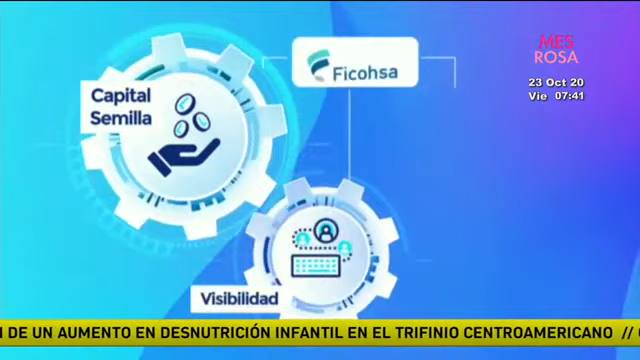 MES
ROSA
23 Oct 20
Vie 07:41
Ficohsa
Capital
Semilla
Visibilidad
DE UN AUMENTO EN DESNUTRICIÓN INFANTIL EN EL TRIFINIO CENTROAMERICANO //